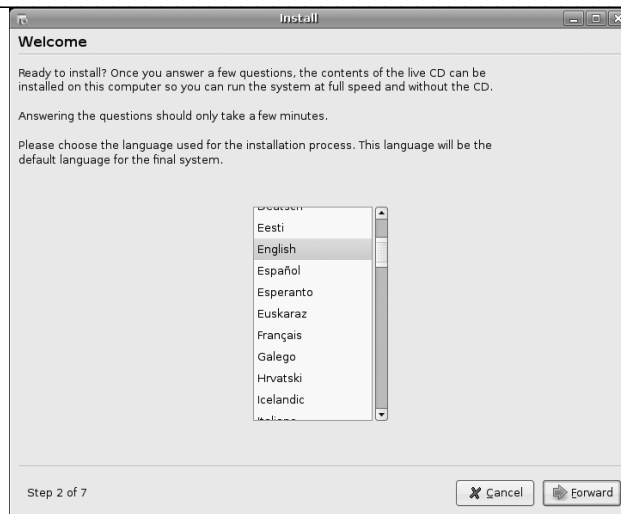 Install
Welcome
Ready to install? Once you answer a few questions, the contents of the live CD can be
installed on this computer so you can run the system at full speed and without the CD.
Answering the questions should only take a few minutes.
Please choose the language used for the installation process. This language will be the
default language for the final system.
Deutsch
Eesti
English
Español
Esperanto
Euskaraz
Français
Galego
Hrvatski
Icelandic
Italiano
Step 2 of 7
Cancel
Forward